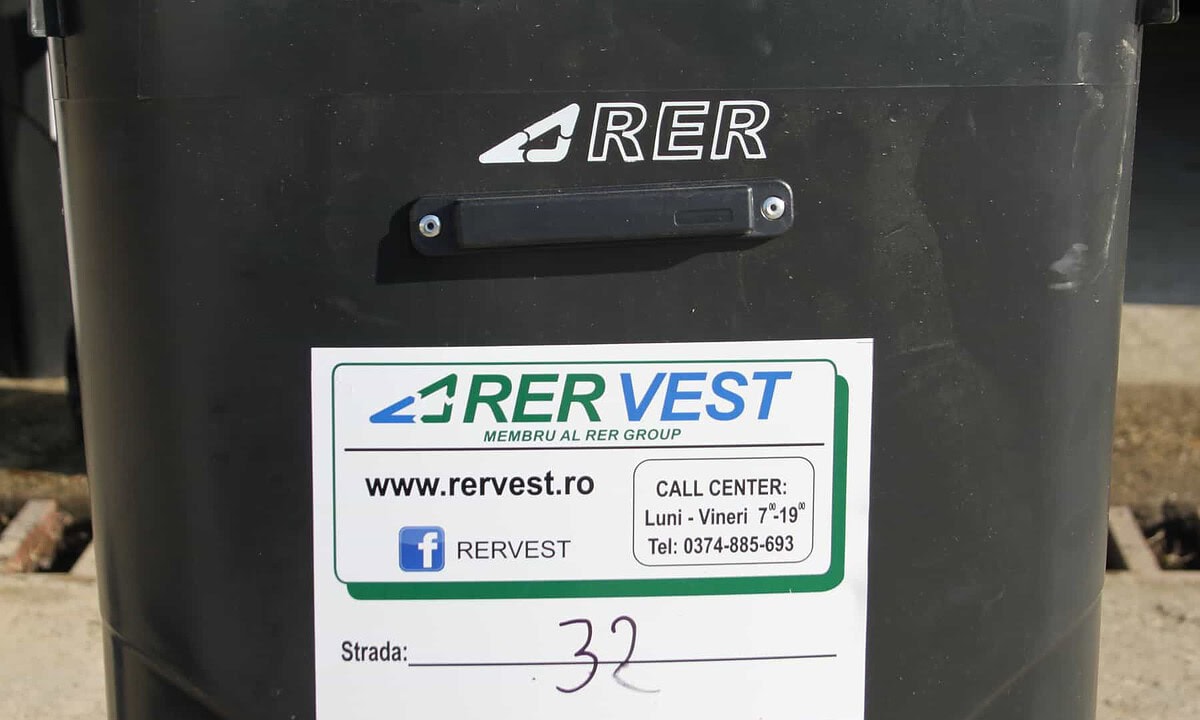 RER
RER VEST
MEMBRU AL RER GROUP
www.rervest.ro
f RERVEST
CALL CENTER:
Luni - Vineri 7⁰⁰-19⁰⁰
Tel: 0374-885-693
Strada: 32